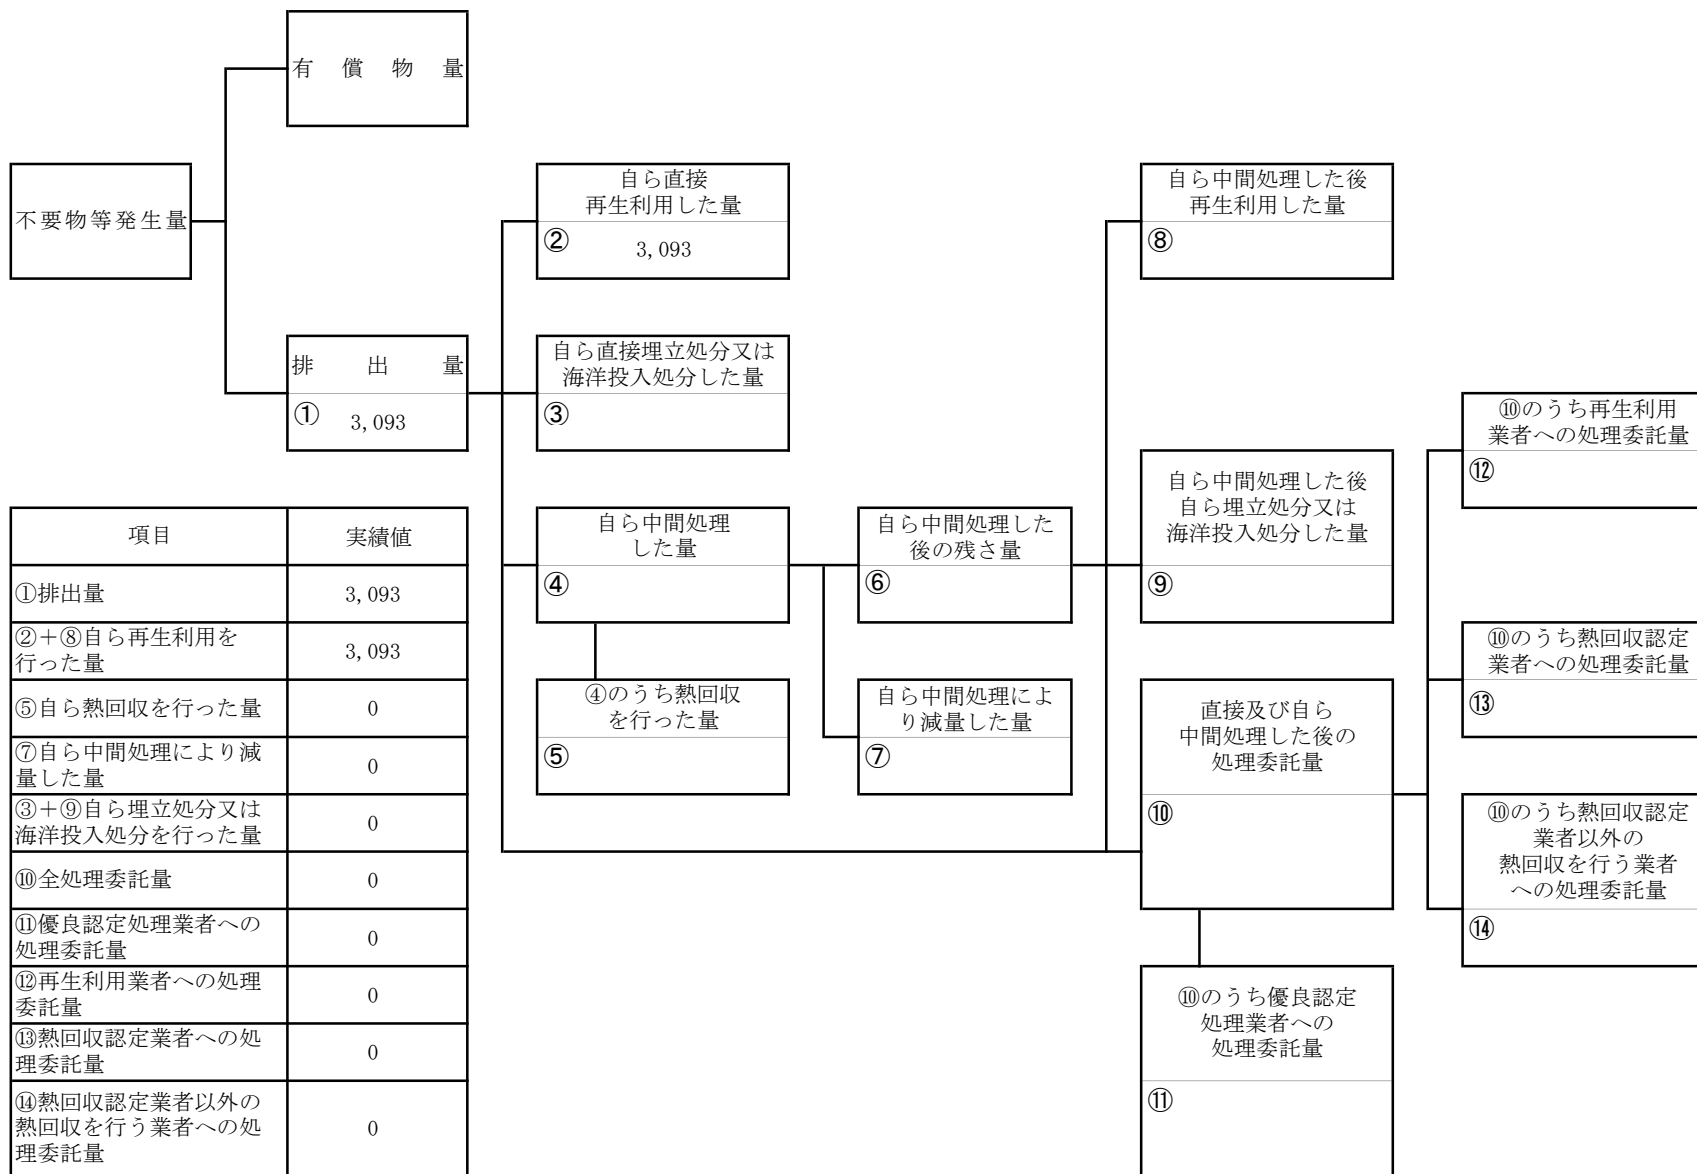 有償物量
不要物等発生量
自ら直接
再生利用した量
② 3,093
自ら中間処理した後
再生利用した量
⑧
排出量
① 3,093
自ら直接埋立処分又は
海洋投入処分した量
③
⑩のうち再生利用
業者への処理委託量
⑫
自ら中間処理した後
自ら埋立処分又は
海洋投入処分した量
⑨
自ら中間処理
した量
④
自ら中間処理した
後の残さ量
⑥
⑩のうち熱回収認定
業者への処理委託量
⑬
④のうち熱回収
を行った量
⑤
自ら中間処理によ
り減量した量
⑦
直接及び自ら
中間処理した後の
処理委託量
⑩
⑩のうち熱回収認定
業者以外の
熱回収を行う業者
への処理委託量
⑭
⑩のうち優良認定
処理業者への
処理委託量
⑪
項目 実績値
①排出量 3,093
②+⑧自ら再生利用を
行った量 3,093
⑤自ら熱回収を行った量 0
⑦自ら中間処理により減
量した量 0
③+⑨自ら埋立処分又は
海洋投入処分を行った量 0
⑩全処理委託量 0
⑪優良認定処理業者への
処理委託量 0
⑫再生利用業者への処理
委託量 0
⑬熱回収認定業者への処
理委託量 0
⑭熱回収認定業者以外の
熱回収を行う業者への処
理委託量 0